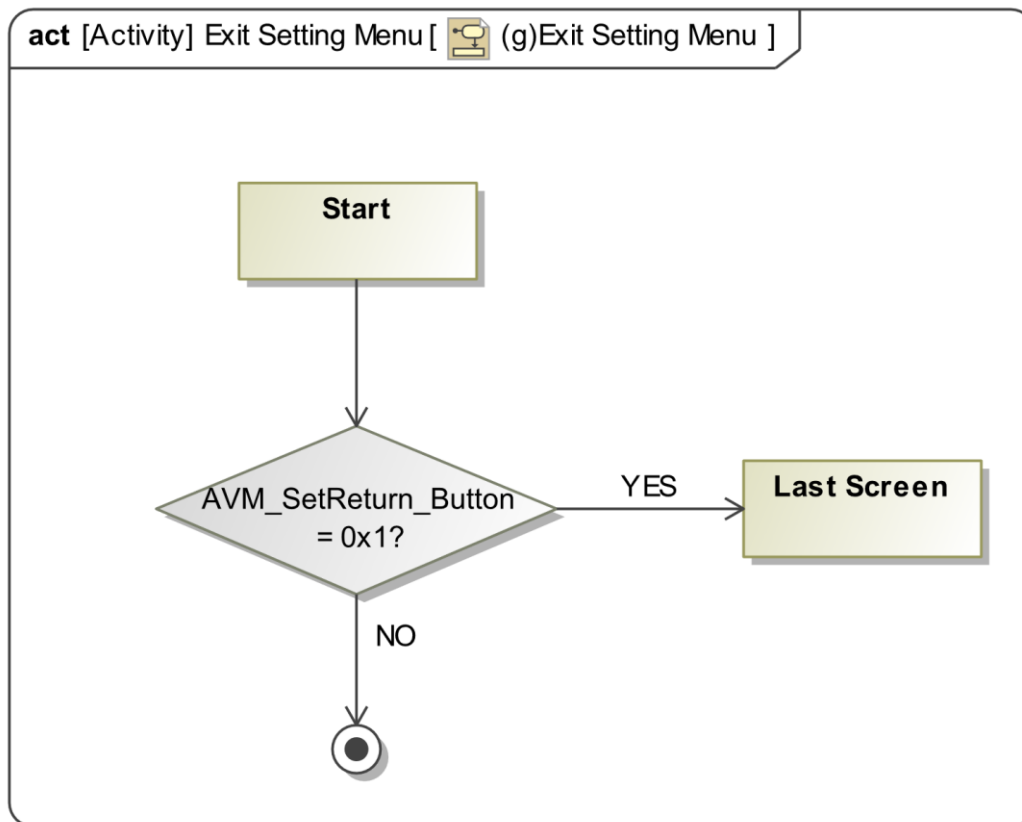 act [Activity] Exit Setting Menu [ (g)Exit Setting Menu ]
Start
AVM_SetReturn_Button
= 0x1?
YES
Last Screen
NO